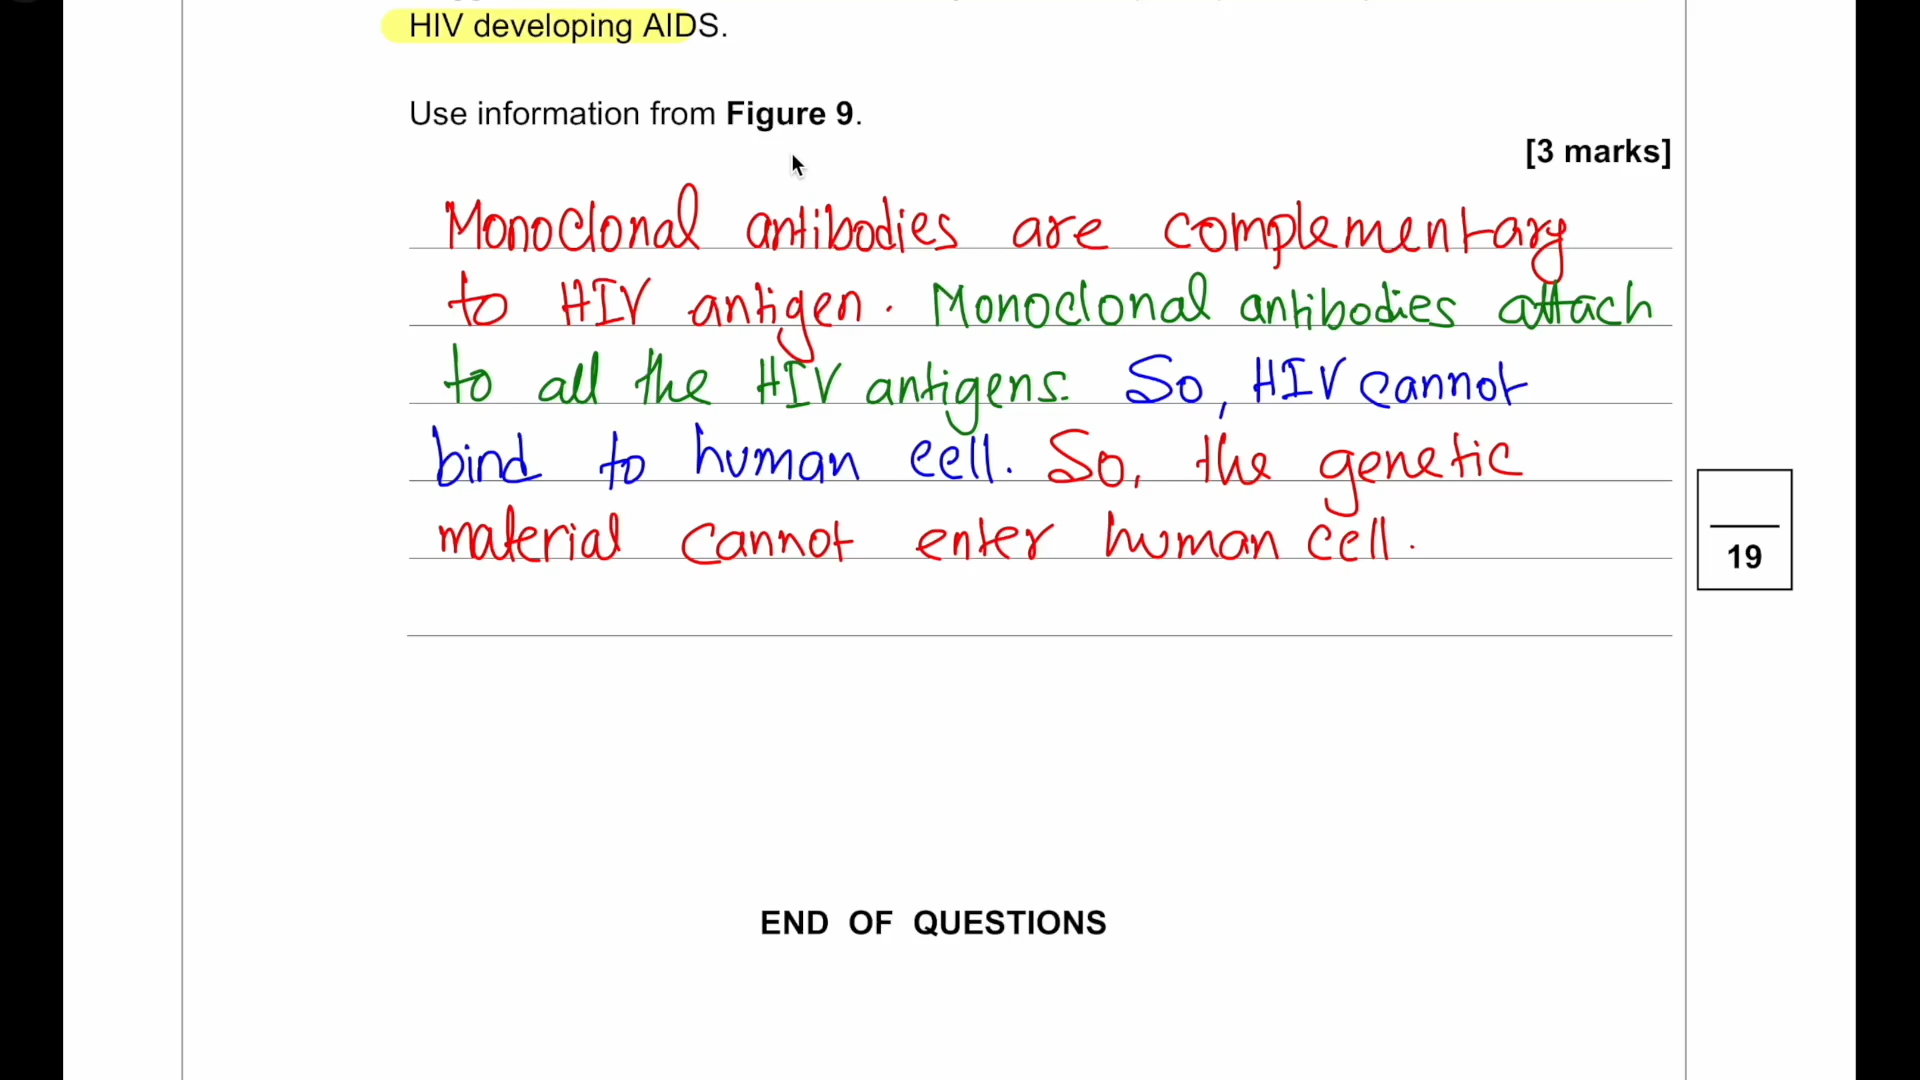 HIV developing AIDS.
Use information from Figure 9.
[3 marks]
Monoclonal antibodies are complementary
to HIV antigen. Monoclonal antibodies attach
to all the HIV antigens. So, HIV cannot
bind to human cell. So, the genetic
material cannot enter human cell.
19
END OF QUESTIONS